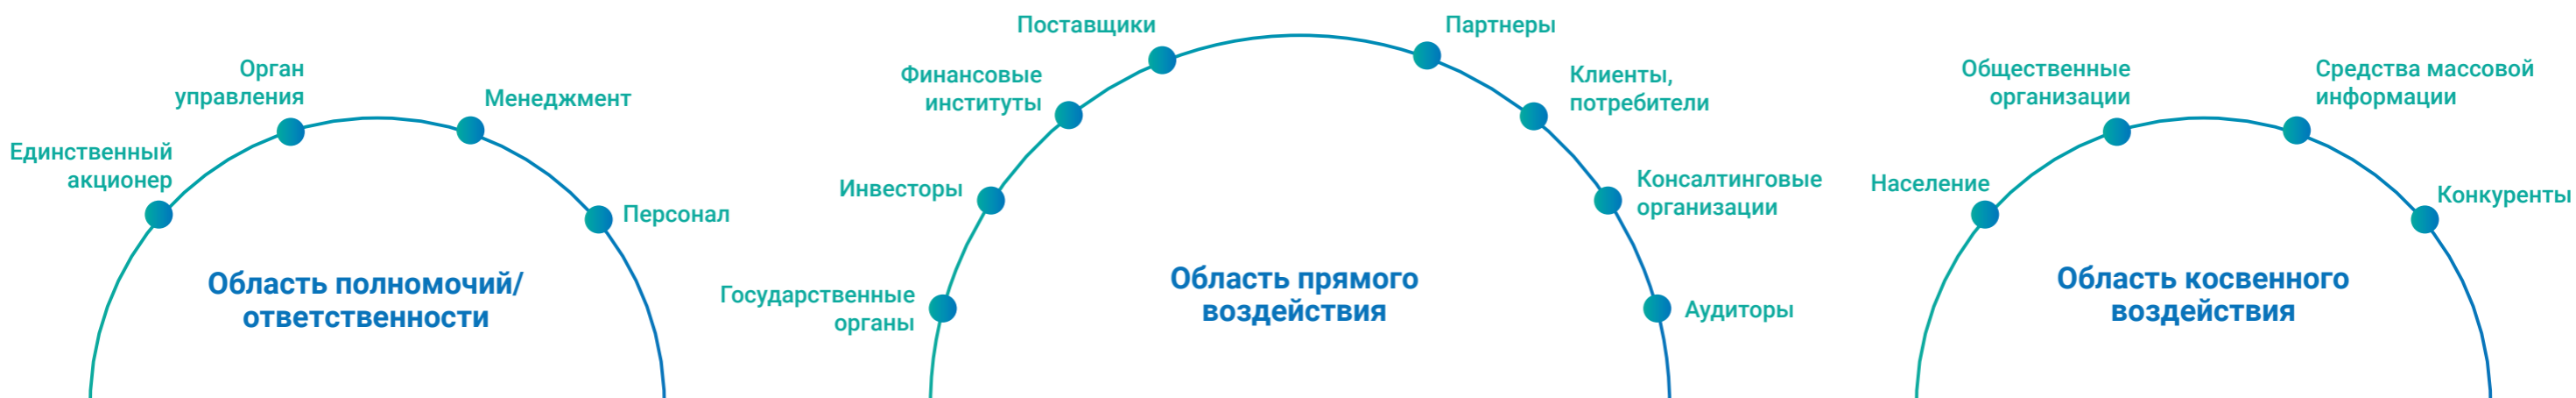 Единственный
акционер
Орган
управления
Менеджмент
Персонал
Область полномочий/
ответственности
Государственные
органы
Инвесторы
Финансовые
институты
Поставщики
Партнеры
Клиенты,
потребители
Консалтинговые
организации
Аудиторы
Область прямого
воздействия
Население
Общественные
организации
Средства массовой
информации
Конкуренты
Область косвенного
воздействия